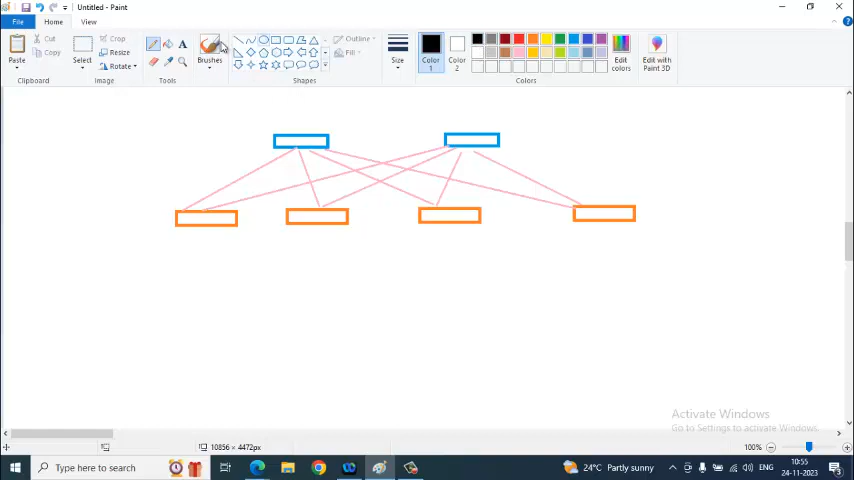 Untitled - Paint
File Home View
Paste Cut Copy
Clipboard
Select Crop Resize Rotate
Image
Tools
Brushes
Outline Fill
Shapes
Size
Color 1
Color 2
Edit colors
Colors
Edit with Paint 3D
Activate Windows
Go to Settings to activate Windows.
10856 × 4472px
100%
Type here to search
24°C Partly sunny
ENG
10:55
24-11-2023
3